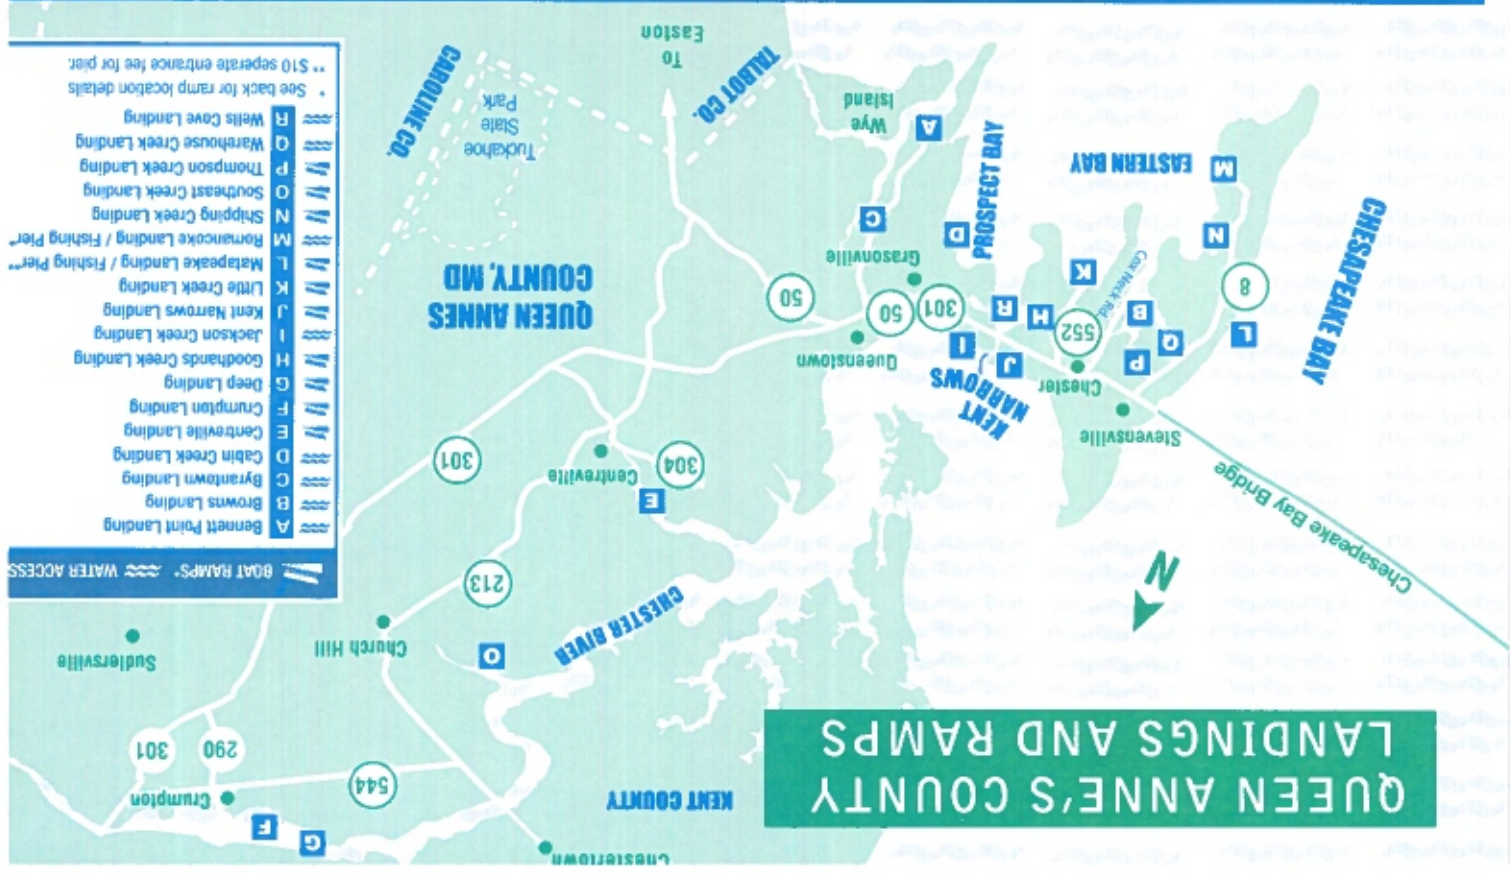 QUEEN ANNE'S COUNTY
LANDINGS AND RAMPS
Chestertown
KENT COUNTY
G
F
Crumpton
544
290
301
O
CHESTER RIVER
Church Hill
Sudlersville
213
N
Chesapeake Bay Bridge
E
304
Centreville
301
Stevensville
Chester
KENT
NARROWS
Queenstown
L
Q
P
J
I
B
552
H
R
301
50
50
8
Cox Neck Rd.
K
Grasonville
CHESAPEAKE BAY
QUEEN ANNES
COUNTY, MD
N
D
C
M
EASTERN BAY
PROSPECT BAY
A
Wye
Island
TALBOT CO.
Tuckahoe
State
Park
CAROLINE CO.
To
Easton
BOAT RAMPS* WATER ACCESS
A Bennett Point Landing
B Browns Landing
C Byrantown Landing
D Cabin Creek Landing
E Centreville Landing
F Crumpton Landing
G Deep Landing
H Goodhands Creek Landing
I Jackson Creek Landing
J Kent Narrows Landing
K Little Creek Landing
L Matapeake Landing / Fishing Pier**
M Romancoke Landing / Fishing Pier*
N Shipping Creek Landing
O Southeast Creek Landing
P Thompson Creek Landing
Q Warehouse Creek Landing
R Wells Cove Landing
* See back for ramp location details
** $10 seperate entrance fee for pier.